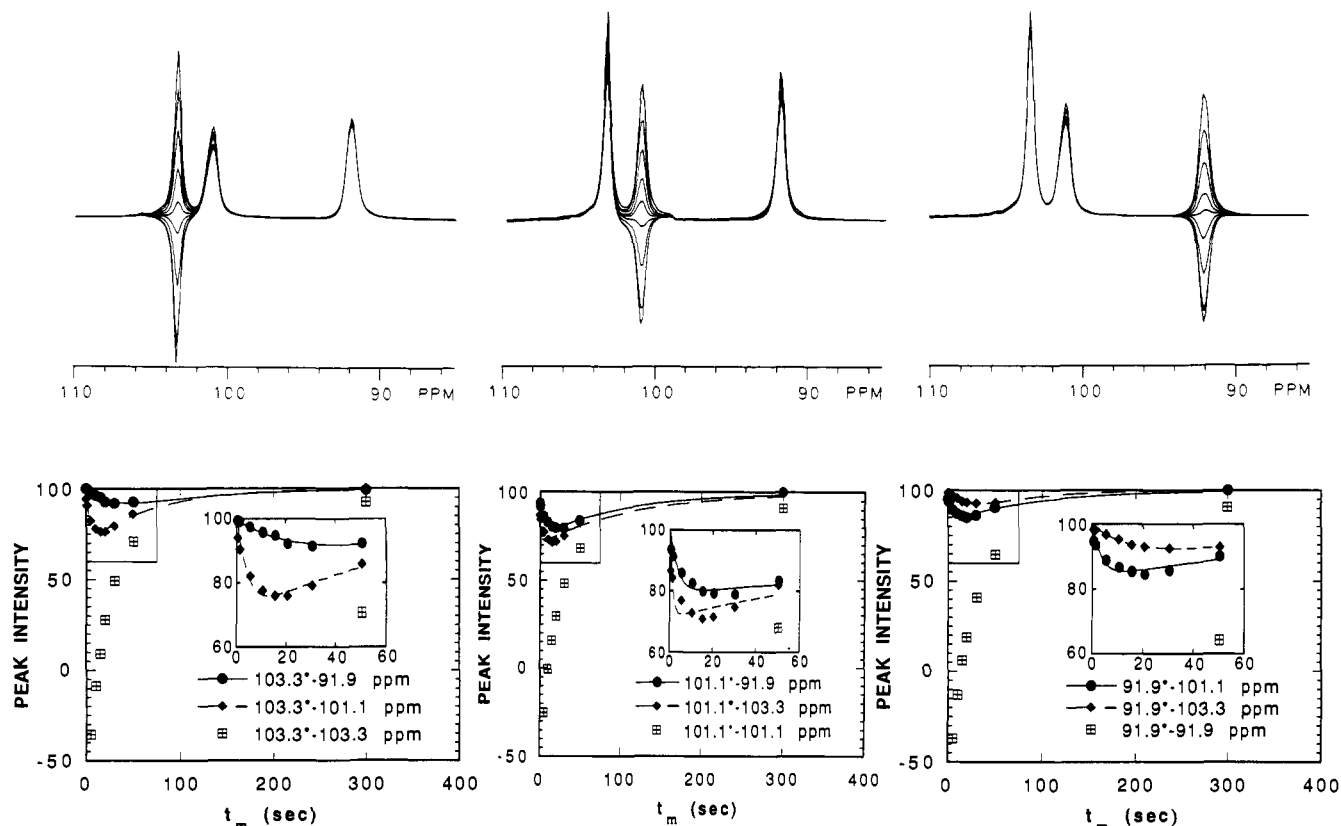 110 100 90 PPM
110 100 90 PPM
110 100 90 PPM
PEAK INTENSITY
100
50
0
-50
0 100 200 300 400
t_m (sec)
100
80
60
0 20 40 60
103.3*-91.9 ppm
103.3*-101.1 ppm
103.3*-103.3 ppm
PEAK INTENSITY
100
50
0
-50
0 100 200 300 400
t_m (sec)
100
80
60
0 20 40 60
101.1*-91.9 ppm
101.1*-103.3 ppm
101.1*-101.1 ppm
PEAK INTENSITY
100
50
0
-50
0 100 200 300 400
t (sec)
100
80
60
0 20 40 60
91.9*-101.1 ppm
91.9*-103.3 ppm
91.9*-91.9 ppm